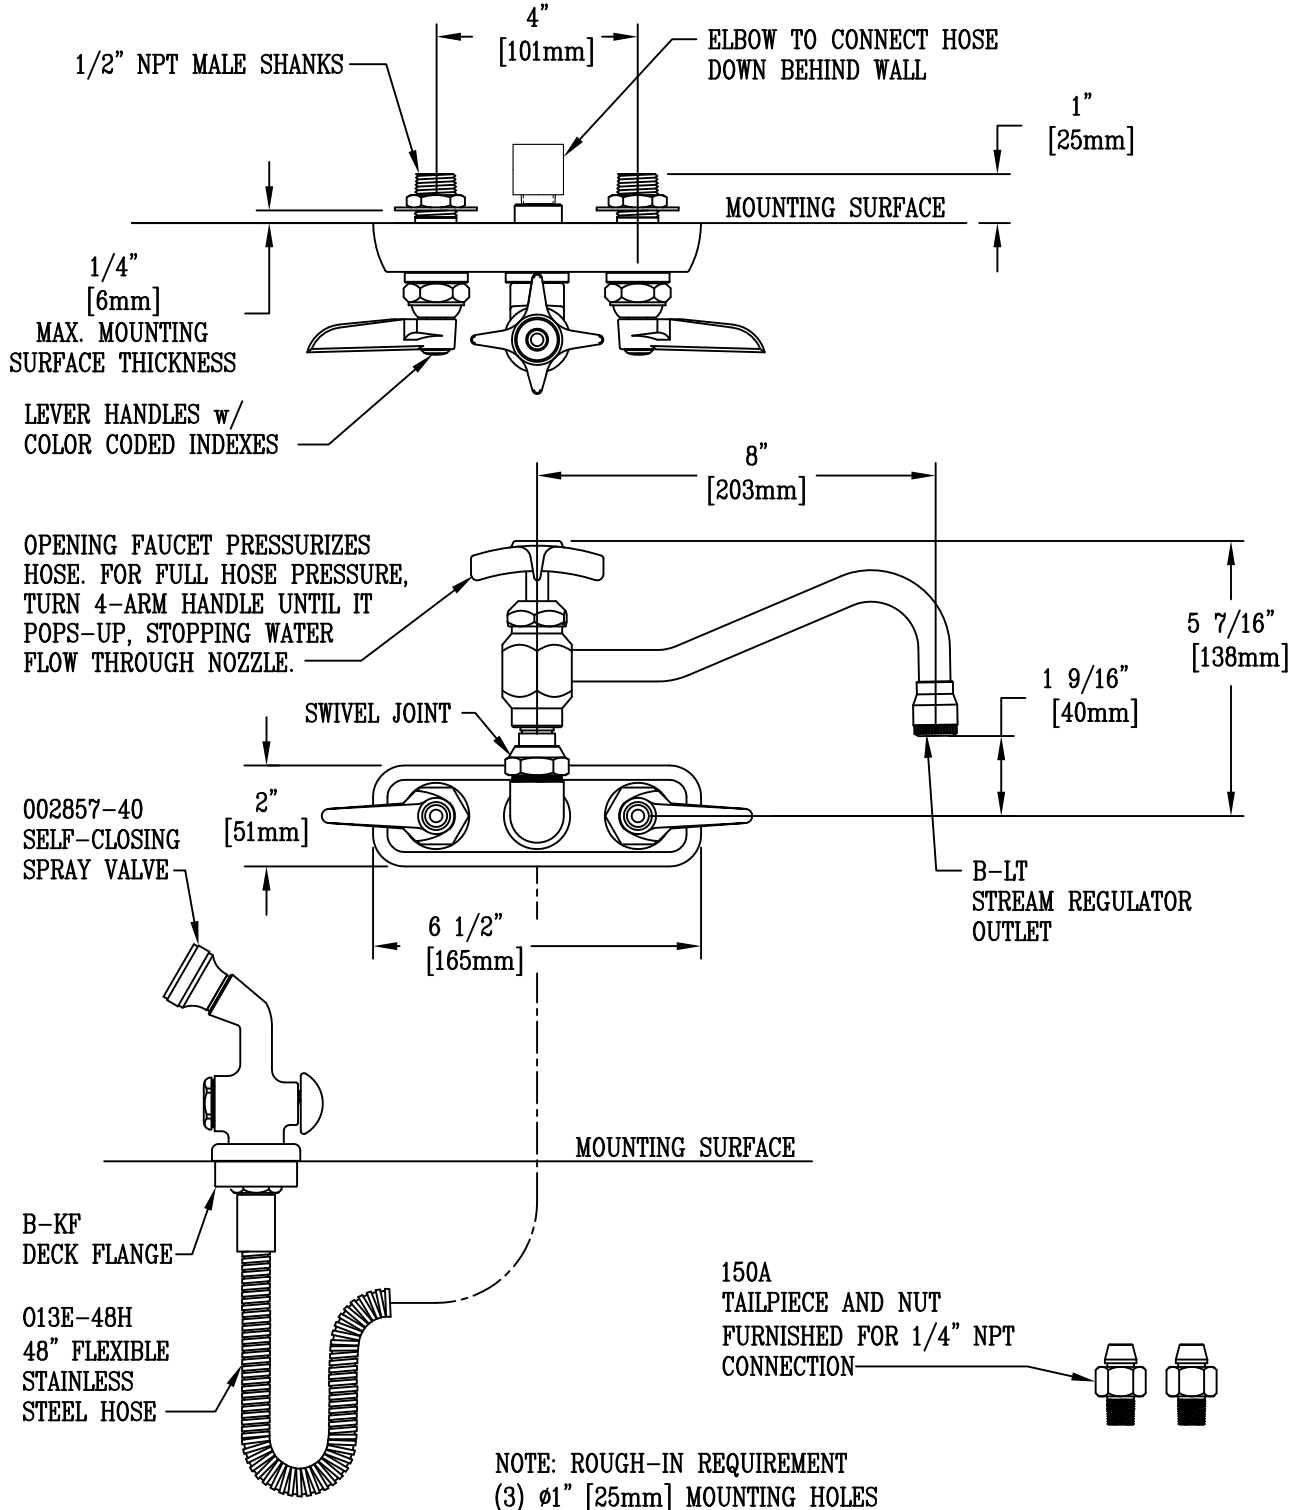 4"
[101mm]
ELBOW TO CONNECT HOSE
DOWN BEHIND WALL
1/2" NPT MALE SHANKS
1"
[25mm]
MOUNTING SURFACE
1/4"
[6mm]
MAX. MOUNTING
SURFACE THICKNESS
LEVER HANDLES w/
COLOR CODED INDEXES
8"
[203mm]
OPENING FAUCET PRESSURIZES
HOSE. FOR FULL HOSE PRESSURE,
TURN 4-ARM HANDLE UNTIL IT
POPS-UP, STOPPING WATER
FLOW THROUGH NOZZLE.
5 7/16"
[138mm]
1 9/16"
[40mm]
SWIVEL JOINT
2"
[51mm]
002857-40
SELF-CLOSING
SPRAY VALVE
B-LT
STREAM REGULATOR
OUTLET
6 1/2"
[165mm]
MOUNTING SURFACE
B-KF
DECK FLANGE
013E-48H
48" FLEXIBLE
STAINLESS
STEEL HOSE
150A
TAILPIECE AND NUT
FURNISHED FOR 1/4" NPT
CONNECTION
NOTE: ROUGH-IN REQUIREMENT
(3) ø1" [25mm] MOUNTING HOLES